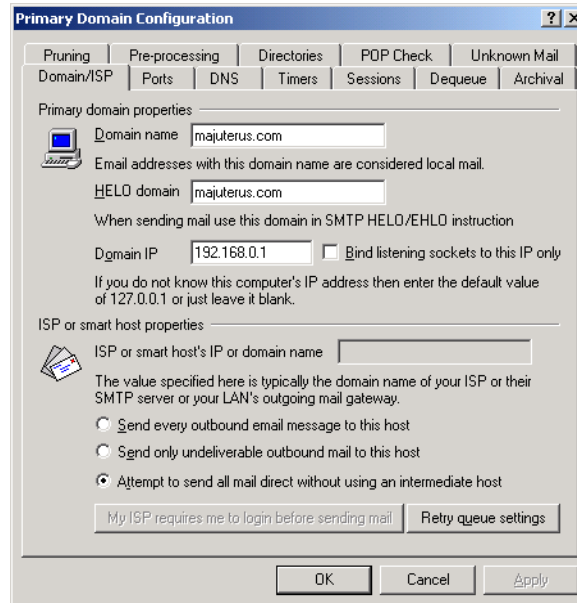 Primary Domain Configuration
Pruning Pre-processing Directories POP Check Unknown Mail
Domain/ISP Ports DNS Timers Sessions Dequeue Archival
Primary domain properties
Domain name majuterus.com
Email addresses with this domain name are considered local mail.
HELO domain majuterus.com
When sending mail use this domain in SMTP HELO/EHLO instruction
Domain IP 192.168.0.1 Bind listening sockets to this IP only
If you do not know this computer's IP address then enter the default value
of 127.0.0.1 or just leave it blank.
ISP or smart host properties
ISP or smart host's IP or domain name
The value specified here is typically the domain name of your ISP or their
SMTP server or your LAN's outgoing mail gateway.
Send every outbound email message to this host
Send only undeliverable outbound mail to this host
Attempt to send all mail direct without using an intermediate host
My ISP requires me to login before sending mail Retry queue settings
OK Cancel Apply